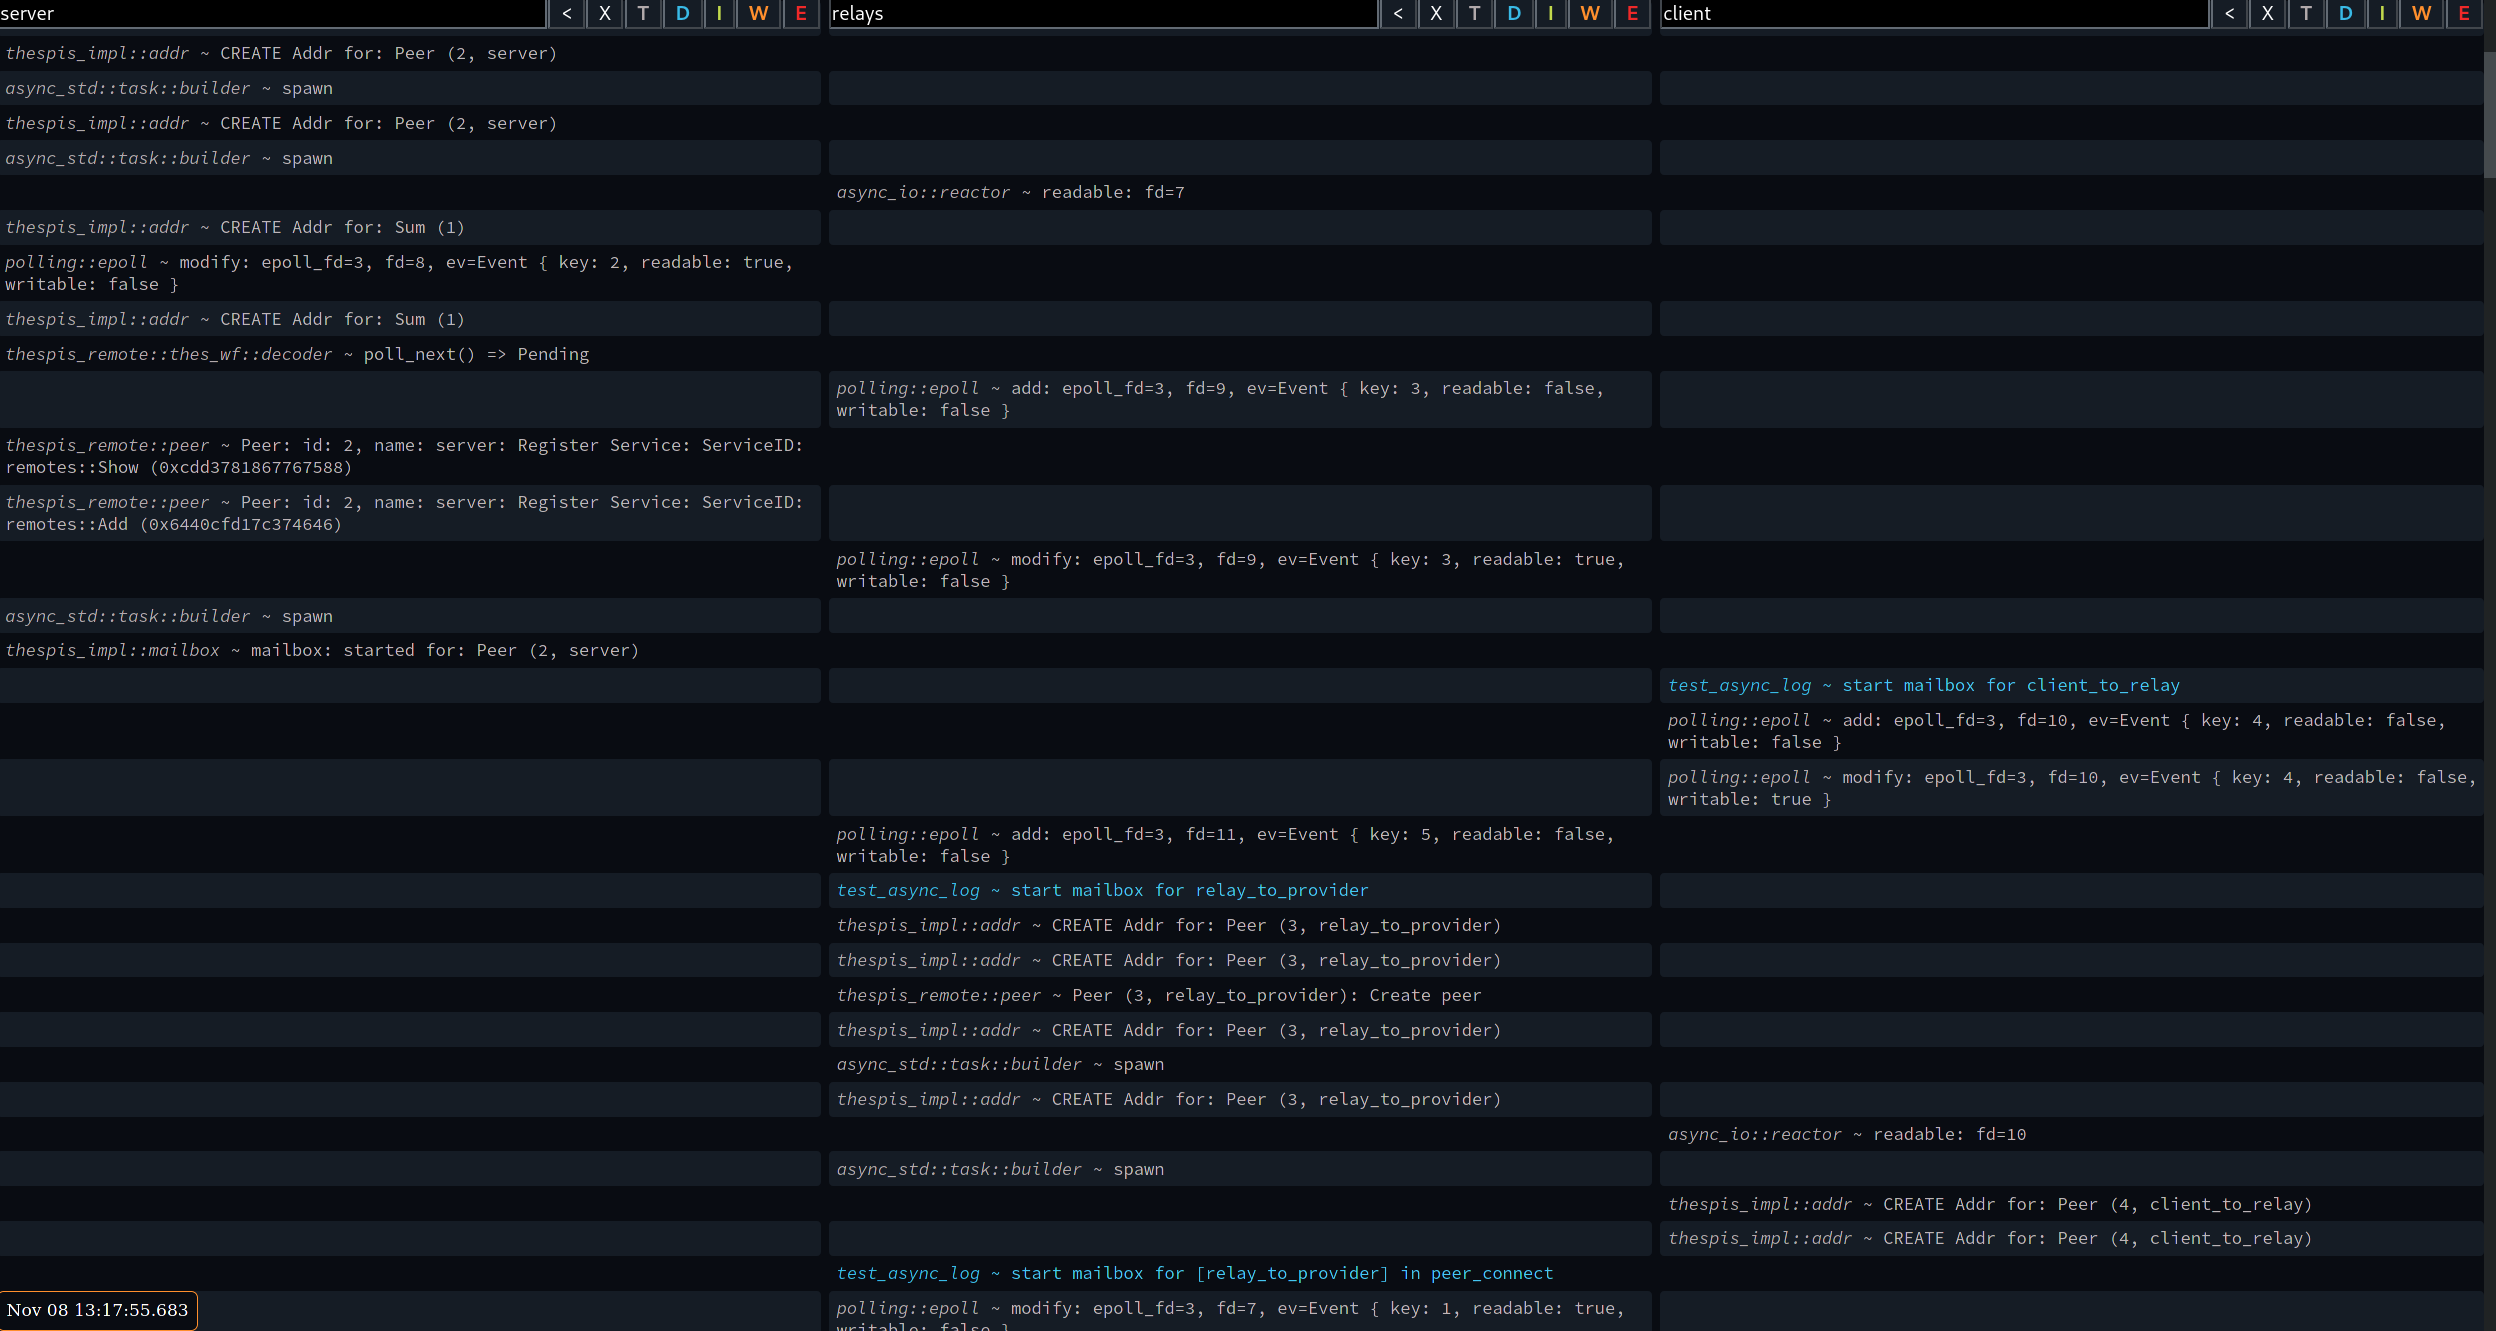 server < X T D I W E relays < X T D I W E client < X T D I W E
thespis_impl::addr ~ CREATE Addr for: Peer (2, server)
async_std::task::builder ~ spawn
thespis_impl::addr ~ CREATE Addr for: Peer (2, server)
async_std::task::builder ~ spawn
async_io::reactor ~ readable: fd=7
thespis_impl::addr ~ CREATE Addr for: Sum (1)
polling::epoll ~ modify: epoll_fd=3, fd=8, ev=Event { key: 2, readable: true,
writable: false }
thespis_impl::addr ~ CREATE Addr for: Sum (1)
thespis_remote::thes_wf::decoder ~ poll_next() => Pending
polling::epoll ~ add: epoll_fd=3, fd=9, ev=Event { key: 3, readable: false,
writable: false }
thespis_remote::peer ~ Peer: id: 2, name: server: Register Service: ServiceID:
remotes::Show (0xcdd3781867767588)
thespis_remote::peer ~ Peer: id: 2, name: server: Register Service: ServiceID:
remotes::Add (0x6440cfd17c374646)
polling::epoll ~ modify: epoll_fd=3, fd=9, ev=Event { key: 3, readable: true,
writable: false }
async_std::task::builder ~ spawn
thespis_impl::mailbox ~ mailbox: started for: Peer (2, server)
test_async_log ~ start mailbox for client_to_relay
polling::epoll ~ add: epoll_fd=3, fd=10, ev=Event { key: 4, readable: false,
writable: false }
polling::epoll ~ modify: epoll_fd=3, fd=10, ev=Event { key: 4, readable: false,
writable: true }
polling::epoll ~ add: epoll_fd=3, fd=11, ev=Event { key: 5, readable: false,
writable: false }
test_async_log ~ start mailbox for relay_to_provider
thespis_impl::addr ~ CREATE Addr for: Peer (3, relay_to_provider)
thespis_impl::addr ~ CREATE Addr for: Peer (3, relay_to_provider)
thespis_remote::peer ~ Peer (3, relay_to_provider): Create peer
thespis_impl::addr ~ CREATE Addr for: Peer (3, relay_to_provider)
async_std::task::builder ~ spawn
thespis_impl::addr ~ CREATE Addr for: Peer (3, relay_to_provider)
async_io::reactor ~ readable: fd=10
async_std::task::builder ~ spawn
thespis_impl::addr ~ CREATE Addr for: Peer (4, client_to_relay)
thespis_impl::addr ~ CREATE Addr for: Peer (4, client_to_relay)
test_async_log ~ start mailbox for [relay_to_provider] in peer_connect
Nov 08 13:17:55.683
polling::epoll ~ modify: epoll_fd=3, fd=7, ev=Event { key: 1, readable: true,
writable: false }